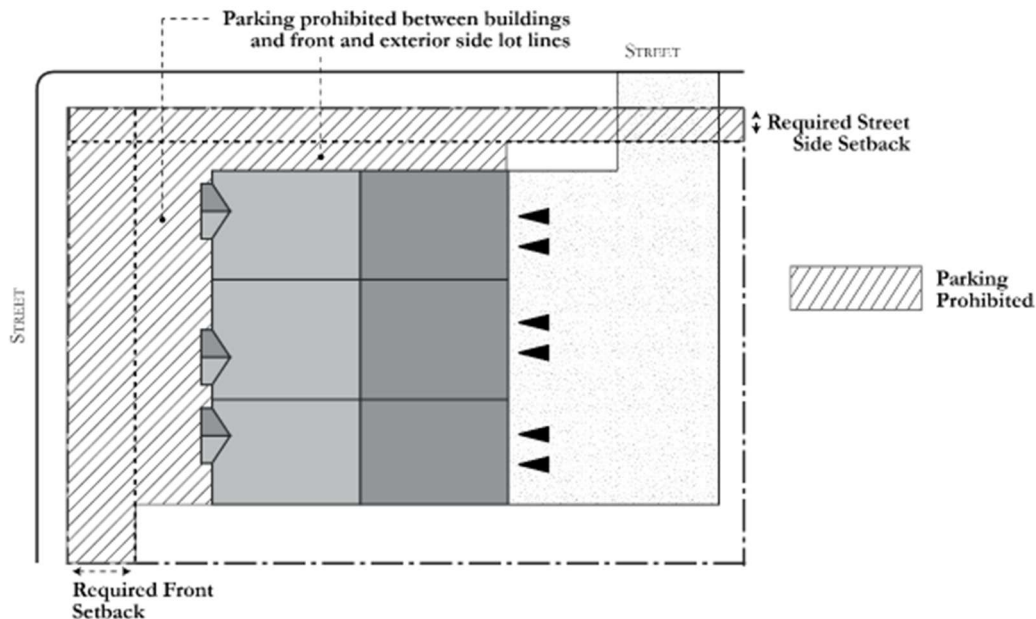 Parking prohibited between buildings
and front and exterior side lot lines
STREET
Required Street
Side Setback
Parking
Prohibited
STREET
Required Front
Setback